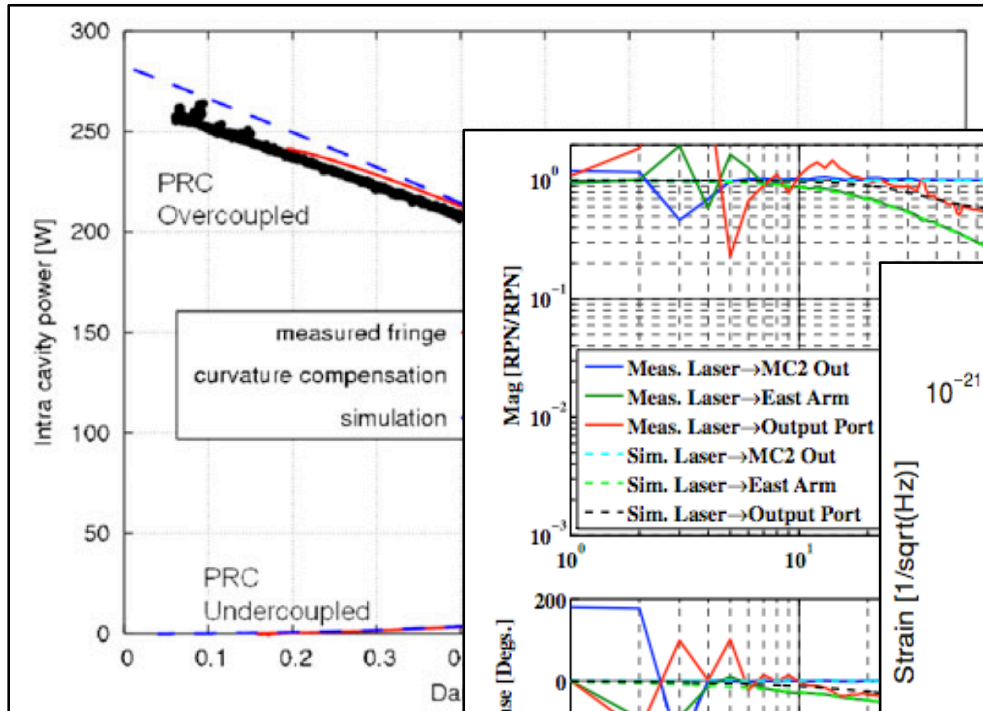 300
250
200
150
100
50
0
Intra cavity power [W]
PRC
Overcoupled
measured fringe
curvature compensation
simulation
PRC
Undercoupled
0
0.1
0.2
0.3
Da
Mag [RPN/RPN]
10^0
10^-1
10^-2
10^-3
Meas. Laser→MC2 Out
Meas. Laser→East Arm
Meas. Laser→Output Port
Sim. Laser→MC2 Out
Sim. Laser→East Arm
Sim. Laser→Output Port
10^0
10^1
200
0
se [Degs.]
10^-21
Strain [1/sqrt(Hz)]